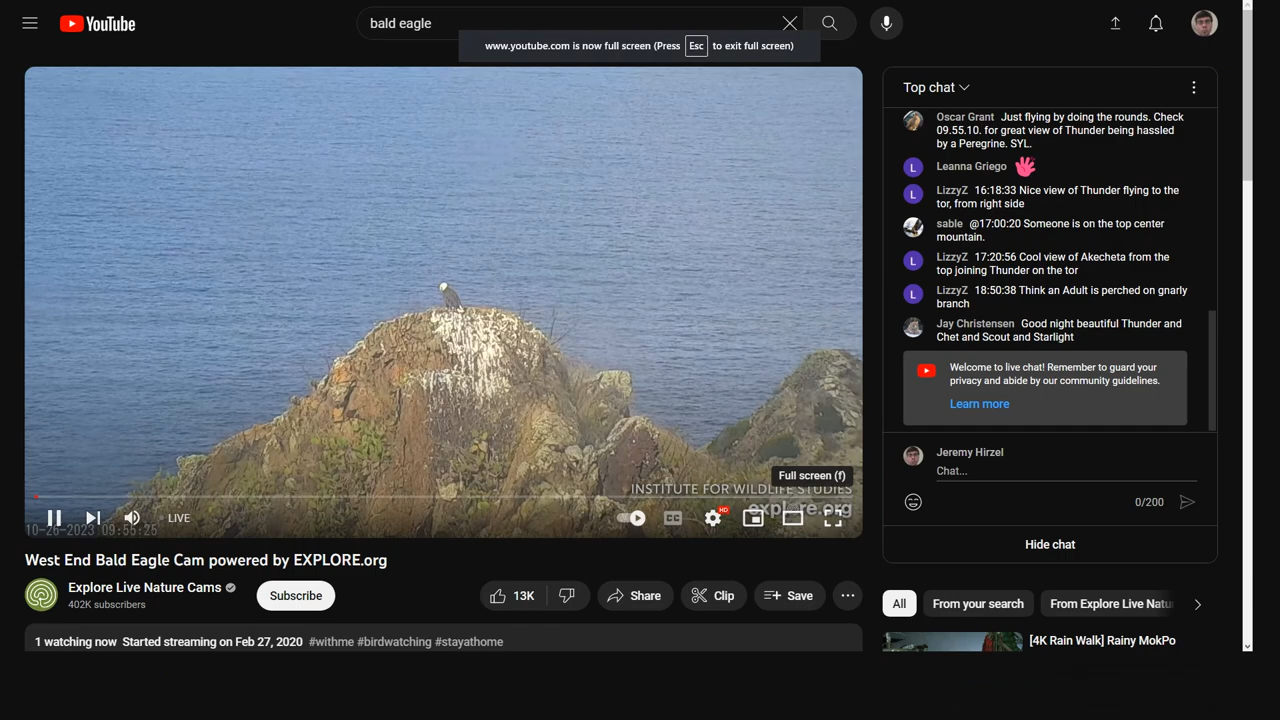 YouTube
bald eagle
www.youtube.com is now full screen (Press Esc to exit full screen)
Top chat
Oscar Grant Just flying by doing the rounds. Check
09.55.10. for great view of Thunder being hassled
by a Peregrine. SYL.
L Leanna Griego
L LizzyZ 16:18:33 Nice view of Thunder flying to the
tor, from right side
sable @17:00:20 Someone is on the top center
mountain.
L LizzyZ 17:20:56 Cool view of Akecheta from the
top joining Thunder on the tor
L LizzyZ 18:50:38 Think an Adult is perched on gnarly
branch
Jay Christensen Good night beautiful Thunder and
Chet and Scout and Starlight
Welcome to live chat! Remember to guard your
privacy and abide by our community guidelines.
Learn more
Jeremy Hirzel
Chat...
0/200
Hide chat
Full screen (f)
INSTITUTE FOR WILDLIFE STUDIES
explore.org
LIVE
CC
HD
10-26-2023 09:55:25
West End Bald Eagle Cam powered by EXPLORE.org
Explore Live Nature Cams
402K subscribers
Subscribe
13K
Share
Clip
Save
1 watching now Started streaming on Feb 27, 2020 #withme #birdwatching #stayathome
All
From your search
From Explore Live Natu
[4K Rain Walk] Rainy MokPo